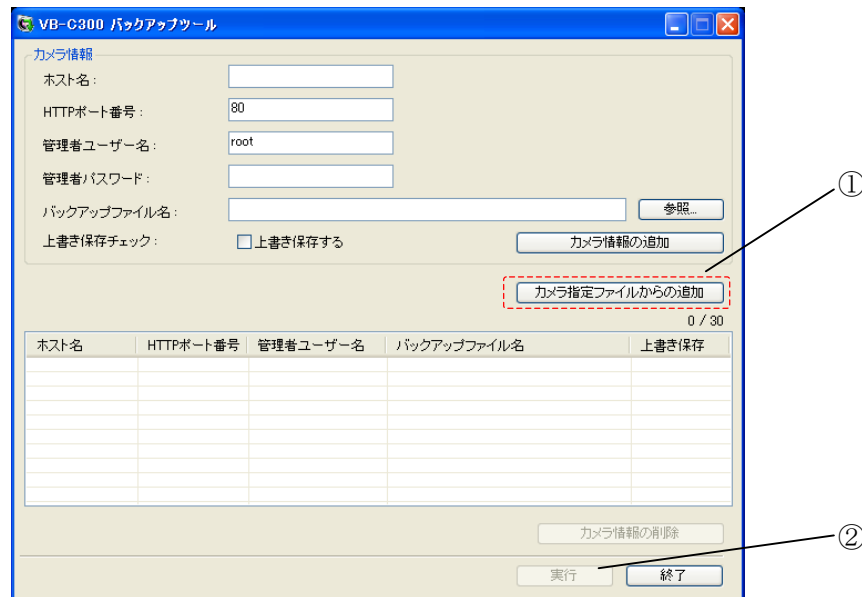 VB-C300 バックアップツール
カメラ情報
ホスト名：
HTTPポート番号： 80
管理者ユーザー名： root
管理者パスワード：
バックアップファイル名： 参照...
上書き保存チェック： 上書き保存する カメラ情報の追加
①
カメラ指定ファイルからの追加
0 / 30
ホスト名 HTTPポート番号 管理者ユーザー名 バックアップファイル名 上書き保存
カメラ情報の削除
②
実行 終了